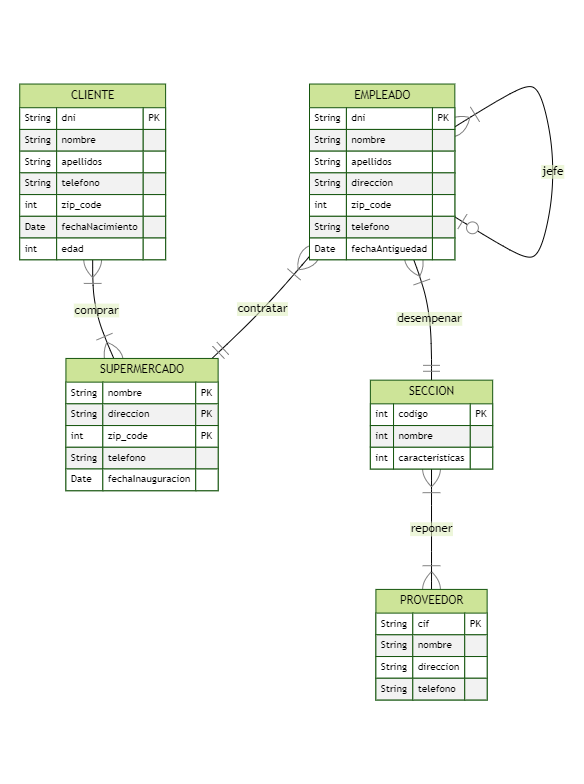 CLIENTE
String dni PK
String nombre
String apellidos
String telefono
int zip_code
Date fechaNacimiento
int edad
EMPLEADO
String dni PK
String nombre
String apellidos
String direccion
int zip_code
String telefono
Date fechaAntiguedad
jefe
comprar
contratar
desempenar
SUPERMERCADO
String nombre PK
String direccion PK
int zip_code PK
String telefono
Date fechaInauguracion
SECCION
int codigo PK
int nombre
int caracteristicas
reponer
PROVEEDOR
String cif PK
String nombre
String direccion
String telefono